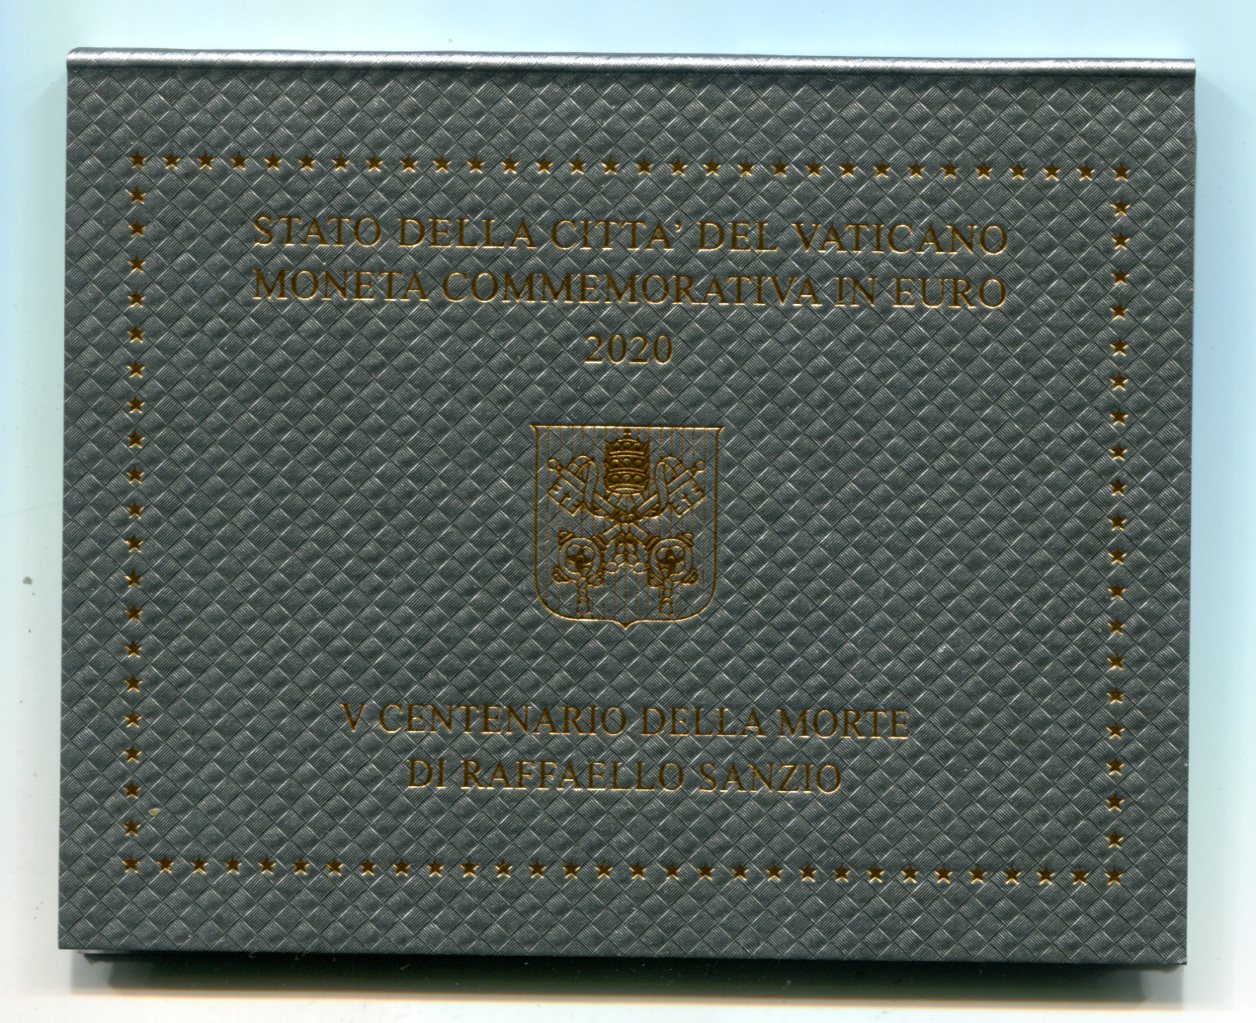 STATO DELLA CITTA' DEL VATICANO
MONETA COMMEMORATIVA IN EURO
2020
V CENTENARIO DELLA MORTE
DI RAFFAELLO SANZIO